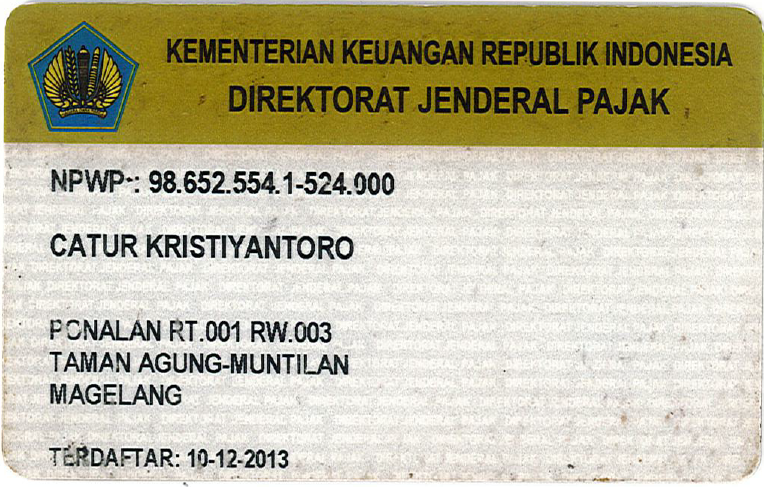 KEMENTERIAN KEUANGAN REPUBLIK INDONESIA
DIREKTORAT JENDERAL PAJAK
NPWP : 98.652.554.1-524.000
CATUR KRISTIYANTORO
PONALAN RT.001 RW.003
TAMAN AGUNG-MUNTILAN
MAGELANG
TERDAFTAR: 10-12-2013